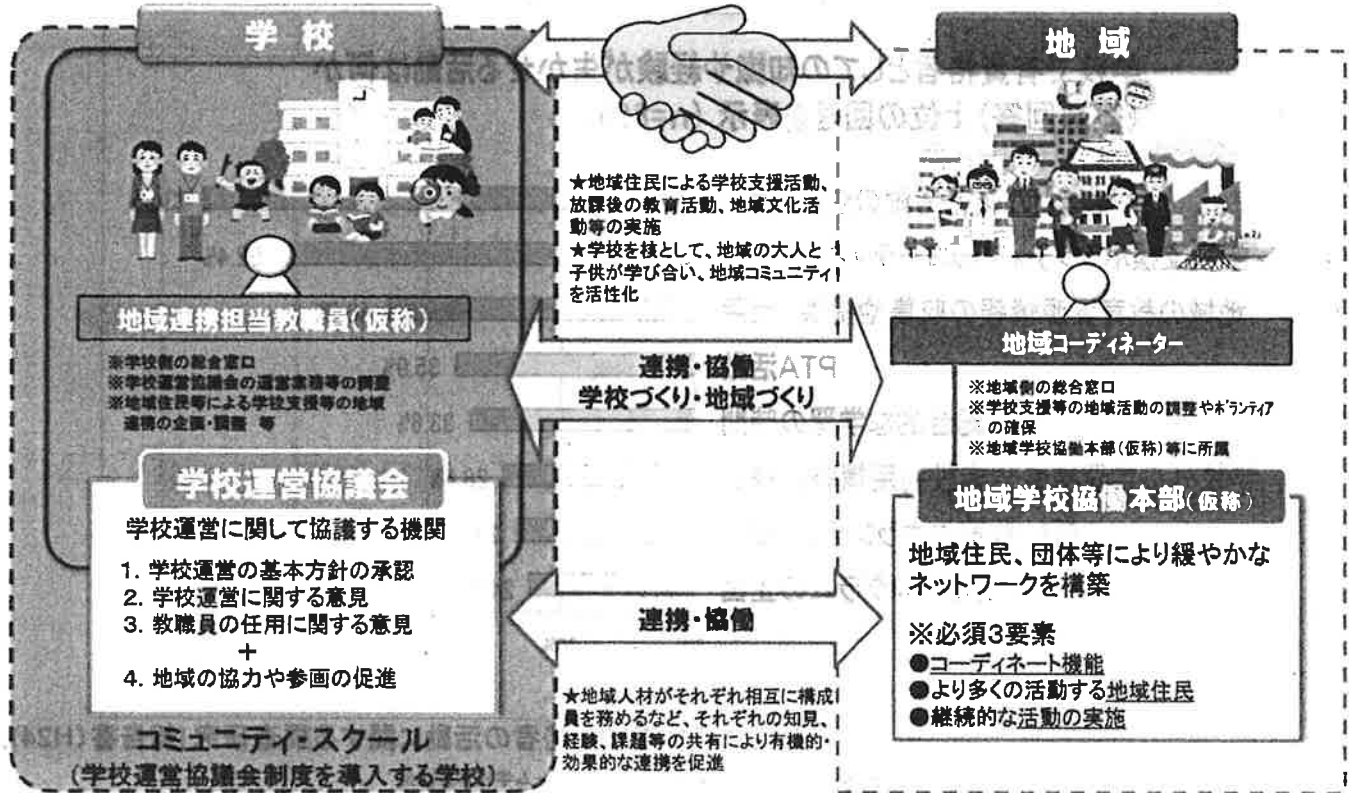 学校
地域連携担当教職員(仮称)
※学校側の総合窓口
※学校運営協議会の運営業務等の調整
※地域住民等による学校支援等の地域
連携の企画・調整 等
学校運営協議会
学校運営に関して協議する機関
1. 学校運営の基本方針の承認
2. 学校運営に関する意見
3. 教職員の任用に関する意見
+
4. 地域の協力や参画の促進
コミュニティ・スクール
(学校運営協議会制度を導入する学校)
★地域住民による学校支援活動、
放課後の教育活動、地域文化活
動等の実施
★学校を核として、地域の大人と
子供が学び合い、地域コミュニティ
を活性化
連携・協働
学校づくり・地域づくり
連携・協働
★地域人材がそれぞれ相互に構成
員を務めるなど、それぞれの知見、
経験、課題等の共有により有機的・
効果的な連携を促進
地域
地域コーディネーター
※地域側の総合窓口
※学校支援等の地域活動の調整やボランティア
の確保
※地域学校協働本部(仮称)等に所属
地域学校協働本部(仮称)
地域住民、団体等により緩やかな
ネットワークを構築
※必須3要素
●コーディネート機能
●より多くの活動する地域住民
●継続的な活動の実施